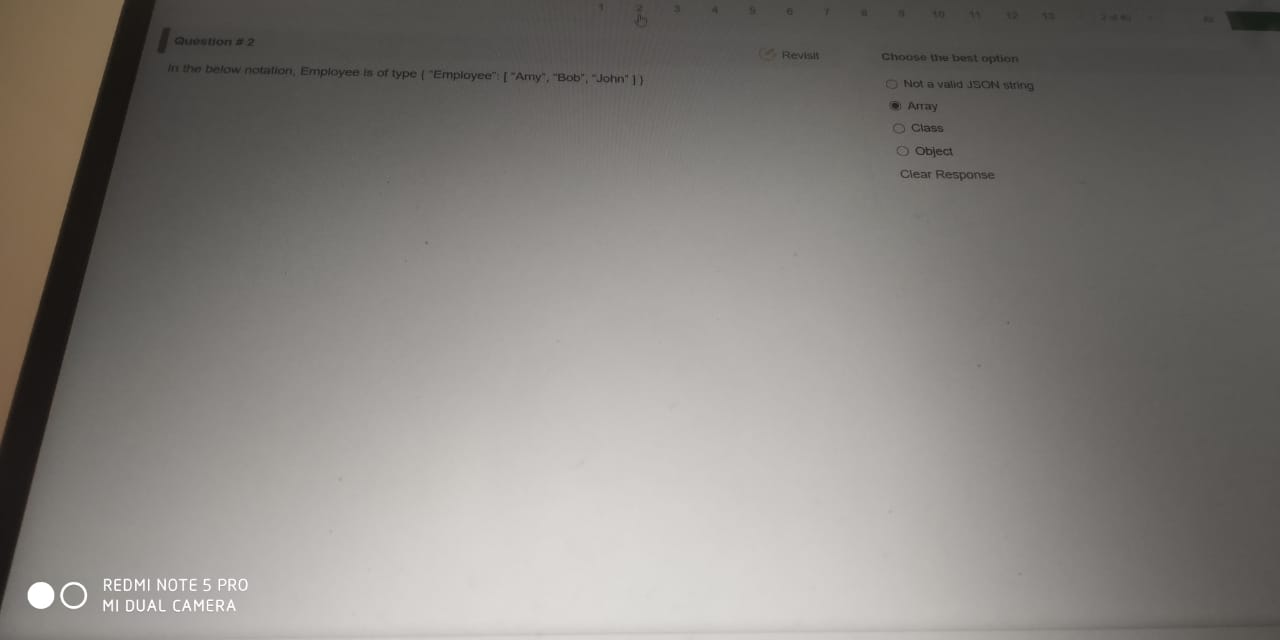 1 2 3 4 5 6 7 8 9 10 11 12 13
Question # 2
Revisit
Choose the best option
In the below notation, Employee is of type { "Employee": [ "Amy", "Bob", "John" ] }
Not a valid JSON string
Array
Class
Object
Clear Response
REDMI NOTE 5 PRO
MI DUAL CAMERA